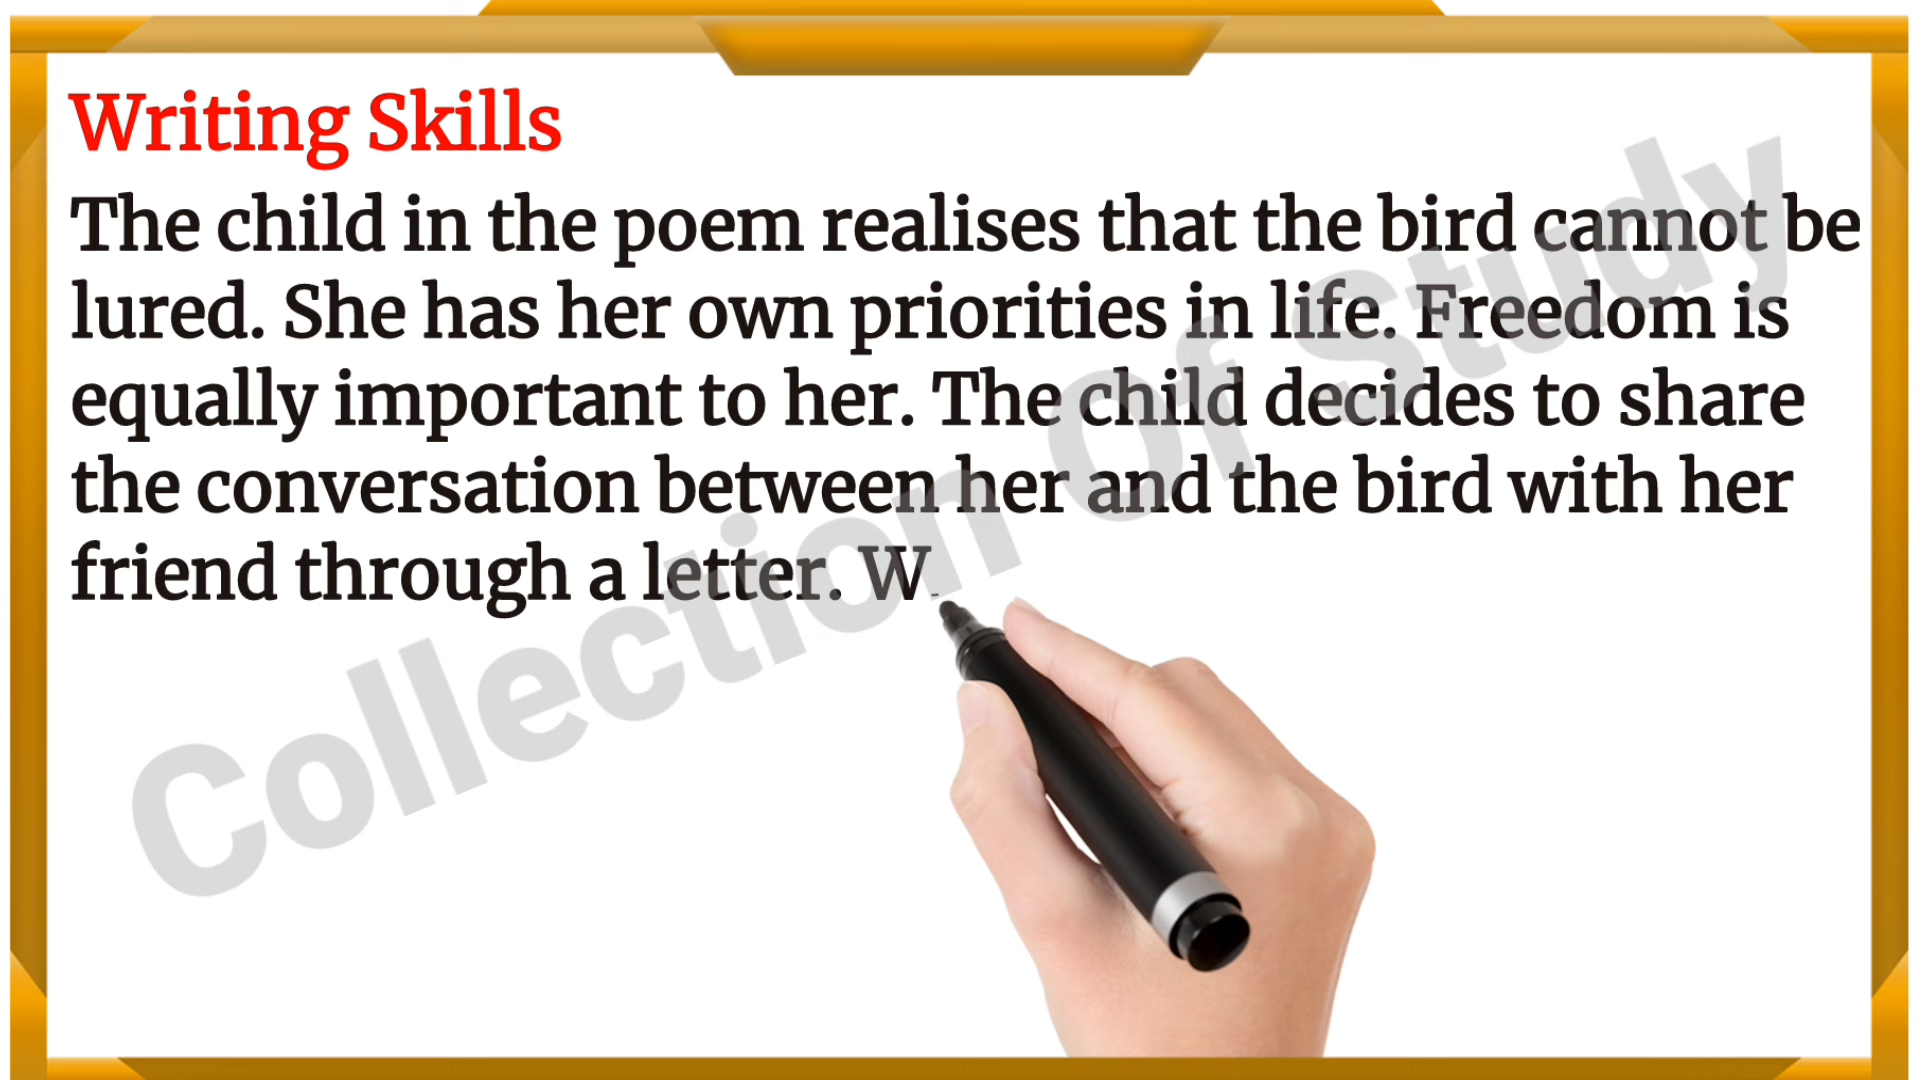 Writing Skills
The child in the poem realises that the bird cannot be
lured. She has her own priorities in life. Freedom is
equally important to her. The child decides to share
the conversation between her and the bird with her
friend through a letter. W
Collection Of Study